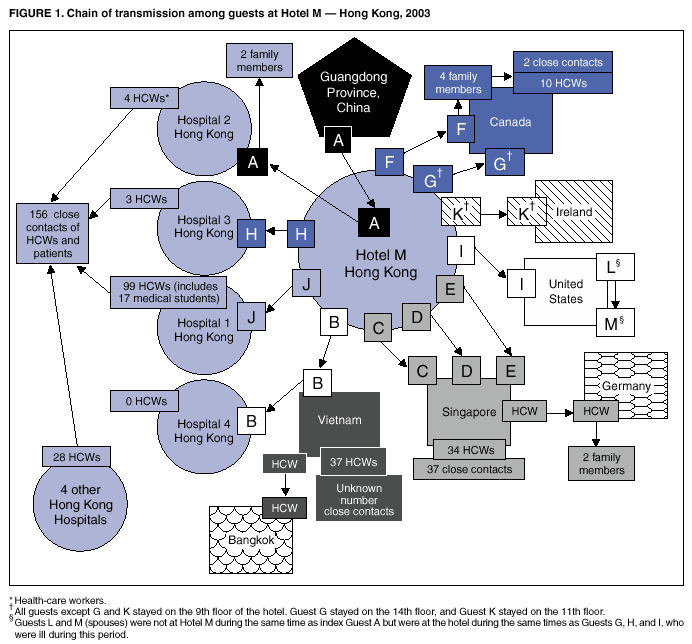 FIGURE 1. Chain of transmission among guests at Hotel M — Hong Kong, 2003
2 family
members
Guangdong
Province,
China
A
4 family
members
2 close contacts
10 HCWs
Canada
F
F
G†
G†
4 HCWs*
Hospital 2
Hong Kong
A
A
Hotel M
Hong Kong
K†
K†
Ireland
3 HCWs
Hospital 3
Hong Kong
H
H
156 close
contacts of
HCWs and
patients
I
I
United
States
L§
M§
99 HCWs (includes
17 medical students)
Hospital 1
Hong Kong
J
J
B
C
D
E
B
C
D
E
0 HCWs
Hospital 4
Hong Kong
B
Vietnam
Singapore
HCW
HCW
Germany
28 HCWs
4 other
Hong Kong
Hospitals
HCW
37 HCWs
34 HCWs
37 close contacts
2 family
members
Unknown
number
close contacts
HCW
Bangkok
* Health-care workers.
† All guests except G and K stayed on the 9th floor of the hotel. Guest G stayed on the 14th floor, and Guest K stayed on the 11th floor.
§ Guests L and M (spouses) were not at Hotel M during the same time as index Guest A but were at the hotel during the same times as Guests G, H, and I, who
were ill during this period.